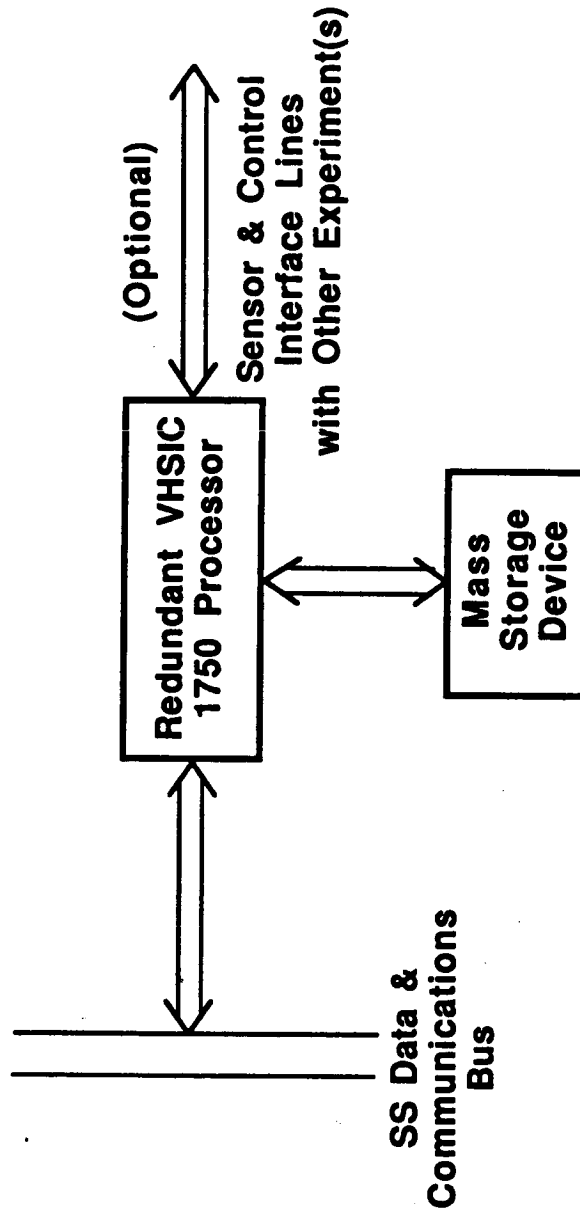 (Optional)
Redundant VHSIC
1750 Processor
Sensor & Control
Interface Lines
with Other Experiment(s)
Mass
Storage
Device
SS Data &
Communications
Bus